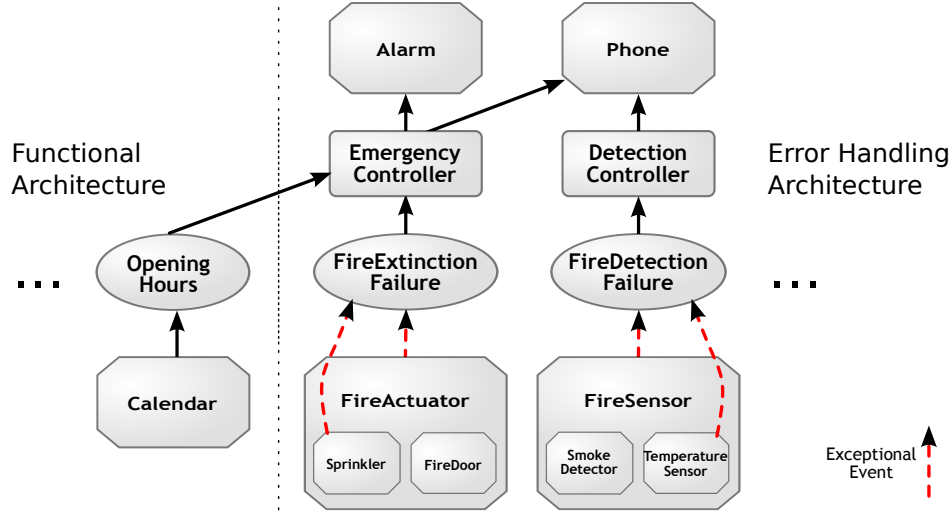 Alarm
Phone
Functional
Architecture
Emergency
Controller
Detection
Controller
Error Handling
Architecture
Opening
Hours
FireExtinction
Failure
FireDetection
Failure
...
...
Calendar
FireActuator
FireSensor
Sprinkler
FireDoor
Smoke
Detector
Temperature
Sensor
Exceptional
Event